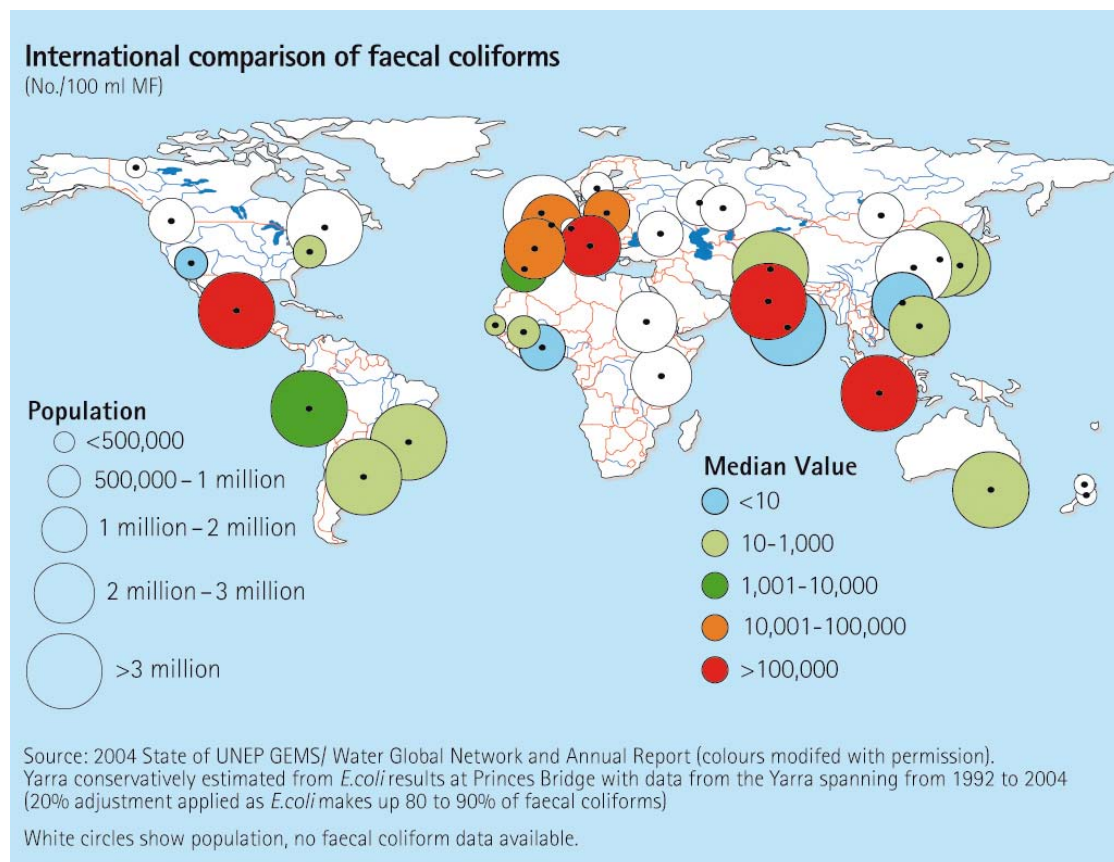 International comparison of faecal coliforms
(No./100 ml MF)
Population
<500,000
500,000 – 1 million
1 million – 2 million
2 million – 3 million
>3 million
Median Value
<10
10-1,000
1,001-10,000
10,001-100,000
>100,000
Source: 2004 State of UNEP GEMS/ Water Global Network and Annual Report (colours modifed with permission).
Yarra conservatively estimated from E.coli results at Princes Bridge with data from the Yarra spanning from 1992 to 2004
(20% adjustment applied as E.coli makes up 80 to 90% of faecal coliforms)
White circles show population, no faecal coliform data available.